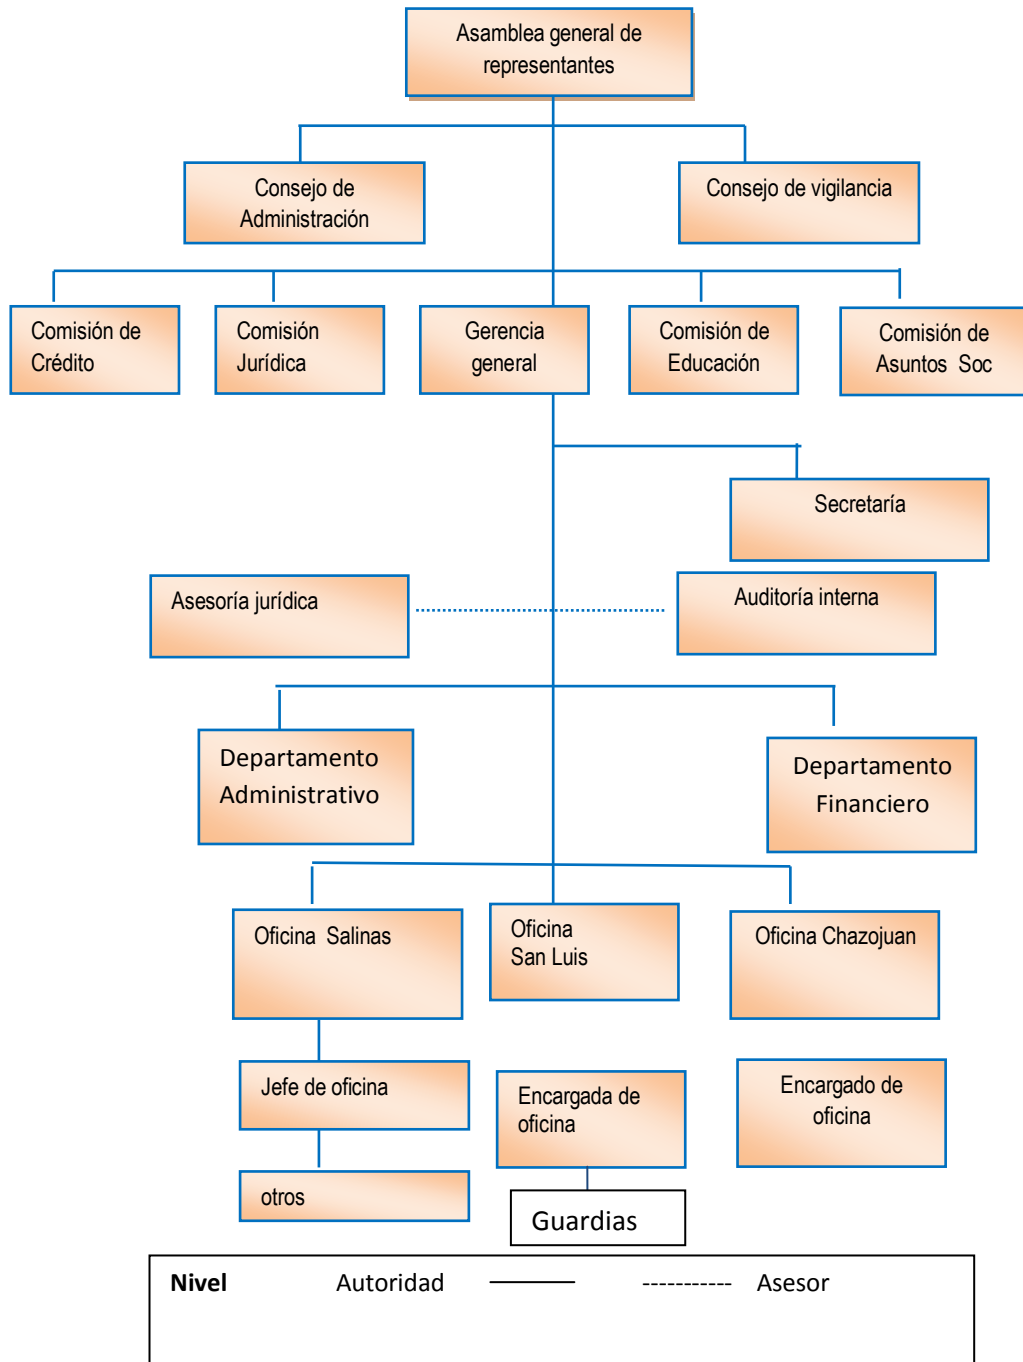 Asamblea general de
representantes
Consejo de
Administración
Consejo de vigilancia
Comisión de
Crédito
Comisión
Jurídica
Gerencia
general
Comisión de
Educación
Comisión de
Asuntos Soc
Secretaría
Asesoría jurídica
Auditoría interna
Departamento
Administrativo
Departamento
Financiero
Oficina Salinas
Oficina
San Luis
Oficina Chazojuan
Jefe de oficina
Encargada de
oficina
Encargado de
oficina
otros
Guardias
Nivel Autoridad Asesor